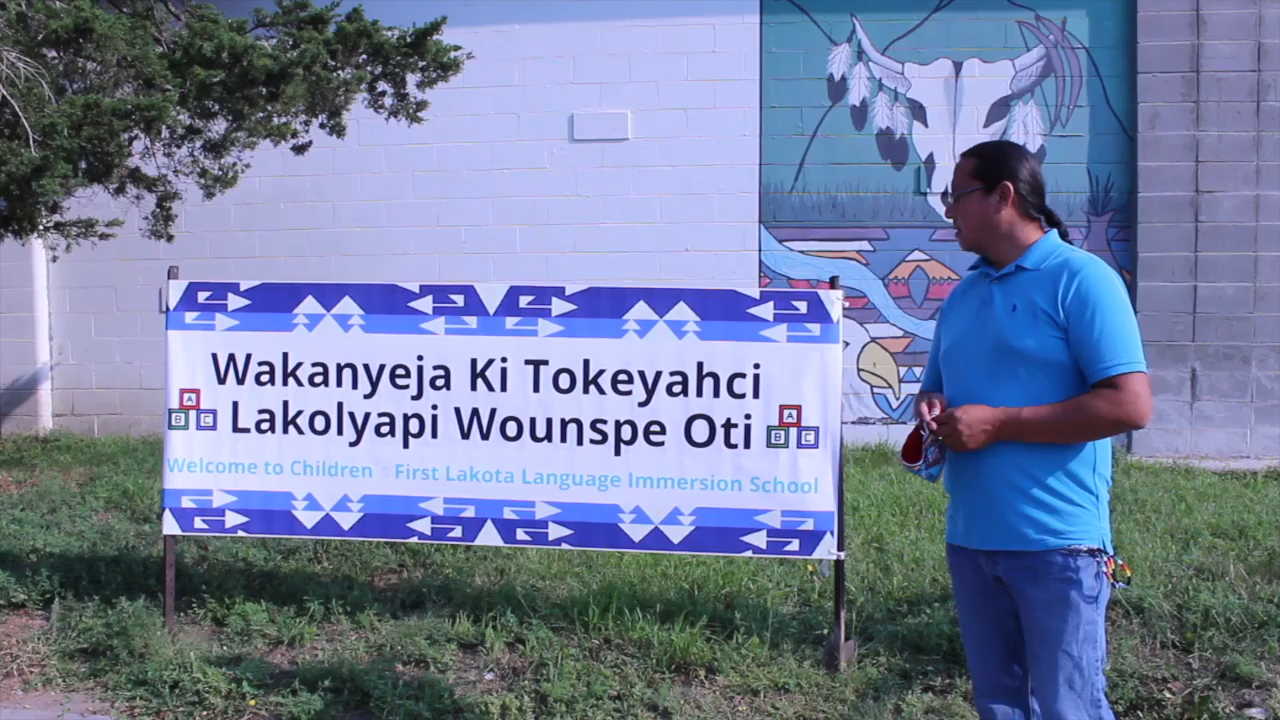 Wakanyeja Ki Tokeyahci
Lakolyapi Wounspe Oti
A
B C
A
B C
Welcome to Children First Lakota Language Immersion School